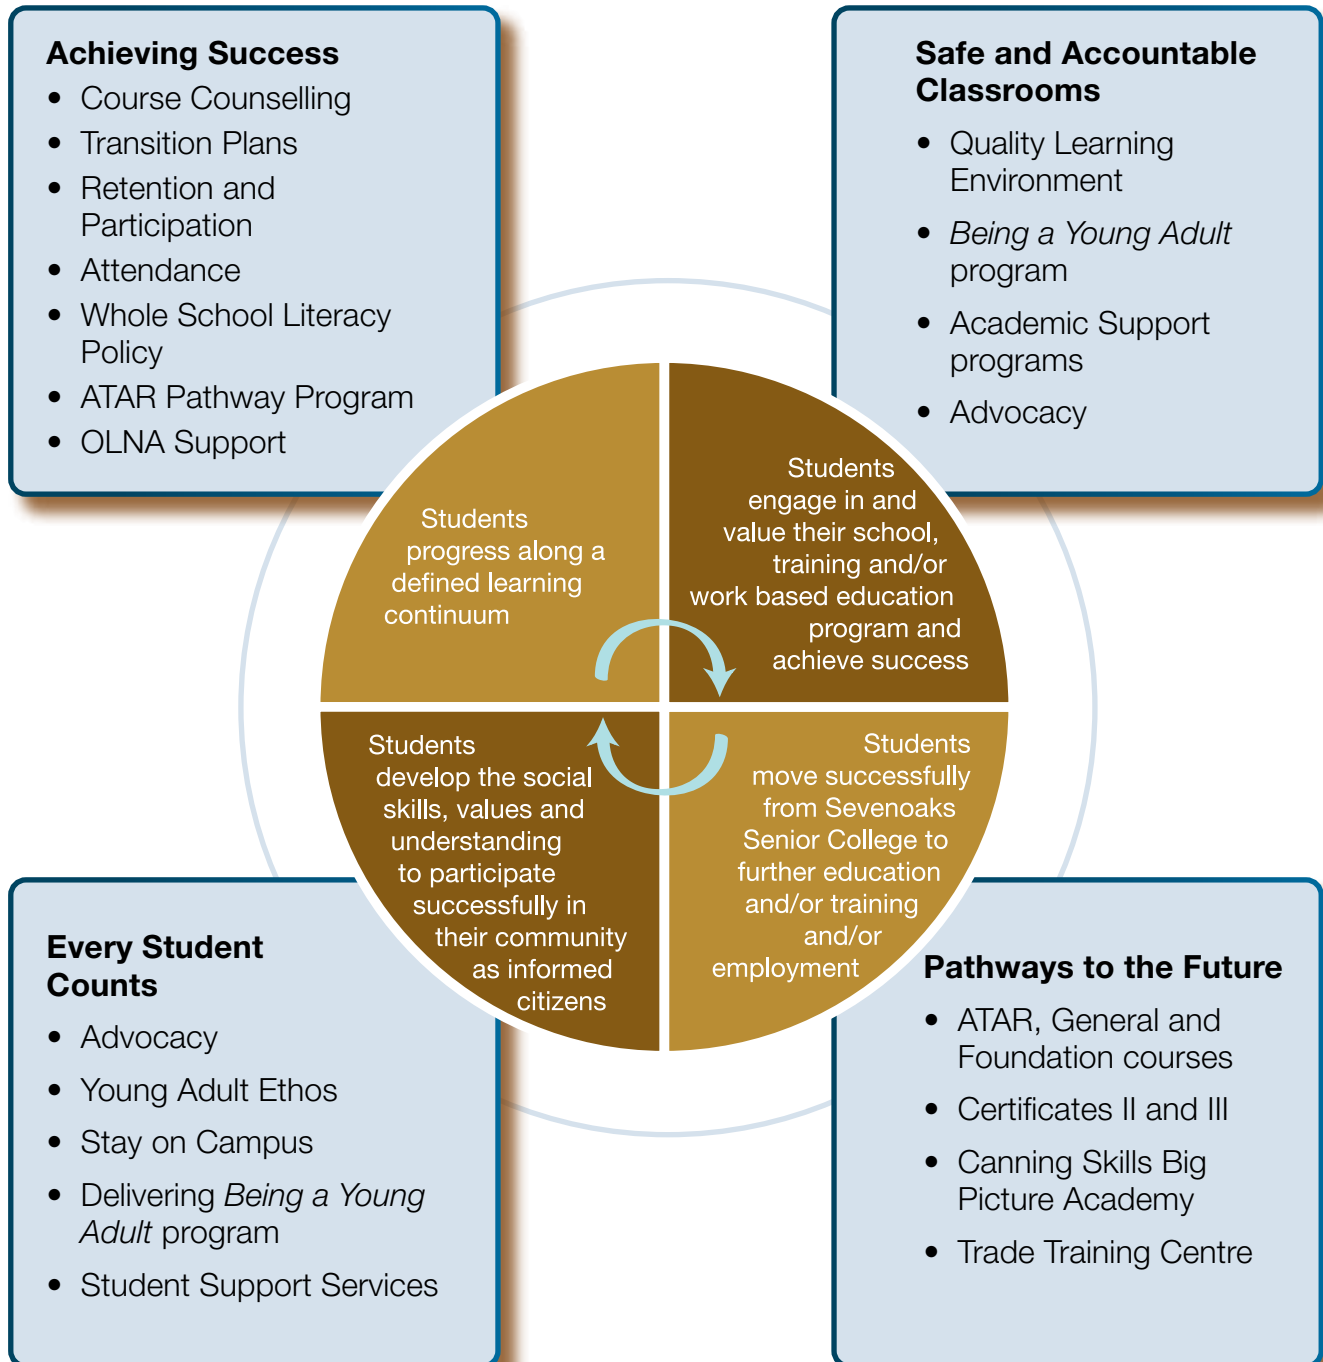 Achieving Success
• Course Counselling
• Transition Plans
• Retention and
Participation
• Attendance
• Whole School Literacy
Policy
• ATAR Pathway Program
• OLNA Support
Safe and Accountable
Classrooms
• Quality Learning
Environment
• Being a Young Adult
program
• Academic Support
programs
• Advocacy
Students
progress along a
defined learning
continuum
Students
engage in and
value their school,
training and/or
work based education
program and
achieve success
Students
develop the social
skills, values and
understanding
to participate
successfully in
their community
as informed
citizens
Students
move successfully
from Sevenoaks
Senior College to
further education
and/or training
and/or
employment
Every Student
Counts
• Advocacy
• Young Adult Ethos
• Stay on Campus
• Delivering Being a Young
Adult program
• Student Support Services
Pathways to the Future
• ATAR, General and
Foundation courses
• Certificates II and III
• Canning Skills Big
Picture Academy
• Trade Training Centre